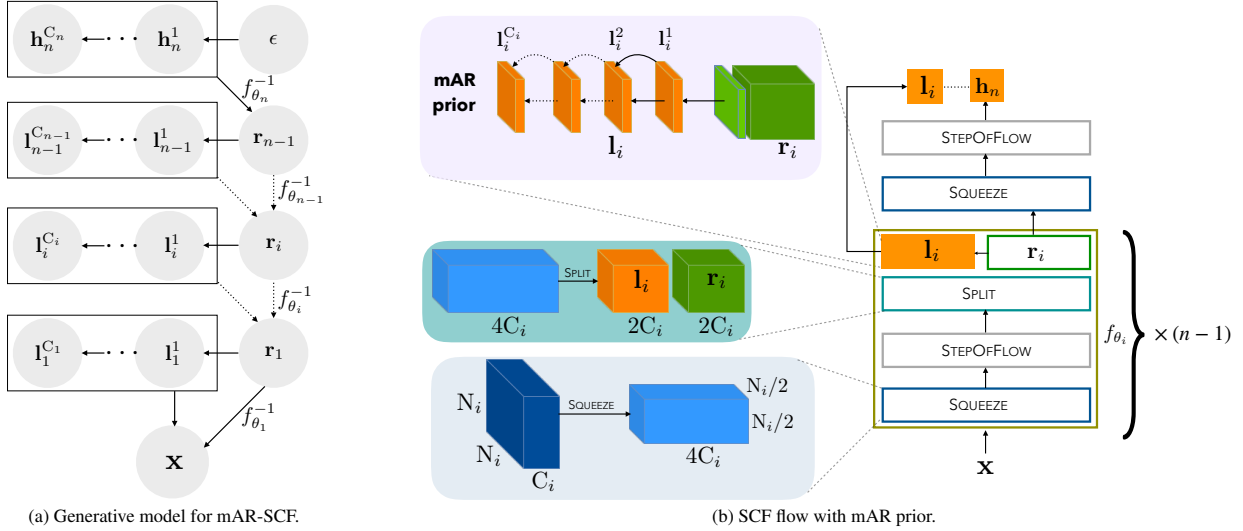 h_n^{C_n} ··· h_n^1 ϵ
f_{θ_n}^{-1}
l_{n-1}^{C_{n-1}} ··· l_{n-1}^1 r_{n-1}
f_{θ_{n-1}}^{-1}
l_i^{C_i} ··· l_i^1 r_i
f_{θ_i}^{-1}
l_1^{C_1} ··· l_1^1 r_1
f_{θ_1}^{-1}
x
(a) Generative model for mAR-SCF.
l_i^{C_i} l_i^2 l_i^1
mAR
prior
l_i
r_i
SPLIT
l_i r_i
4C_i 2C_i 2C_i
N_i
N_i
C_i
SQUEEZE
N_i/2
N_i/2
4C_i
l_i h_n
STEPOFFLOW
SQUEEZE
l_i r_i
SPLIT
STEPOFFLOW
SQUEEZE
x
f_{θ_i} × (n − 1)
(b) SCF flow with mAR prior.